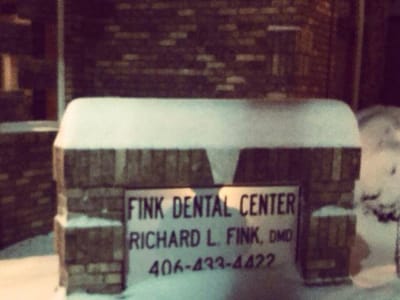 FINK DENTAL CENTER
RICHARD L. FINK, DMD
406-433-4422